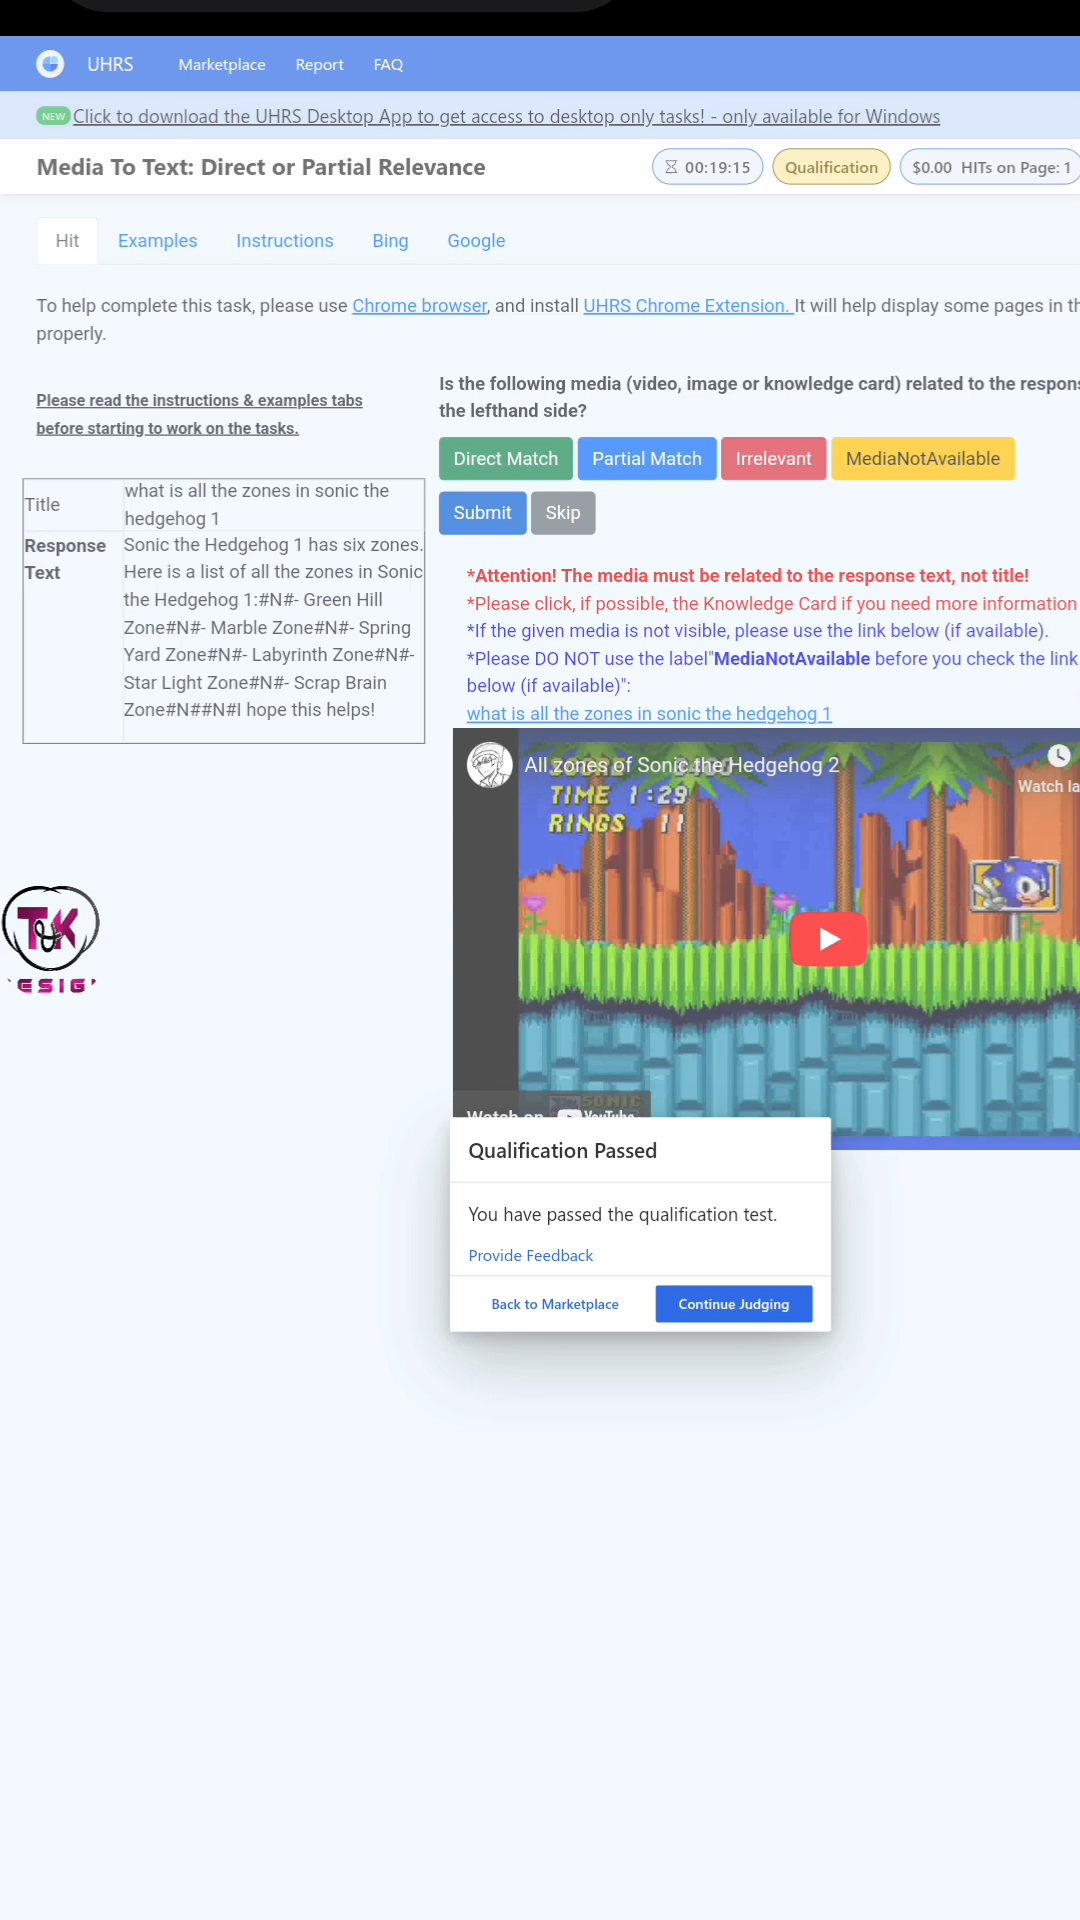 UHRS Marketplace Report FAQ
NEW Click to download the UHRS Desktop App to get access to desktop only tasks! - only available for Windows
Media To Text: Direct or Partial Relevance
00:19:15 Qualification $0.00 HITs on Page: 1
Hit Examples Instructions Bing Google
To help complete this task, please use Chrome browser, and install UHRS Chrome Extension. It will help display some pages in th
properly.
Please read the instructions & examples tabs
before starting to work on the tasks.
Title
what is all the zones in sonic the
hedgehog 1
Response
Text
Sonic the Hedgehog 1 has six zones.
Here is a list of all the zones in Sonic
the Hedgehog 1:#N#- Green Hill
Zone#N#- Marble Zone#N#- Spring
Yard Zone#N#- Labyrinth Zone#N#-
Star Light Zone#N#- Scrap Brain
Zone#N##N#I hope this helps!
Is the following media (video, image or knowledge card) related to the respons
the lefthand side?
Direct Match Partial Match Irrelevant MediaNotAvailable
Submit Skip
*Attention! The media must be related to the response text, not title!
*Please click, if possible, the Knowledge Card if you need more information
*If the given media is not visible, please use the link below (if available).
*Please DO NOT use the label"MediaNotAvailable before you check the link
below (if available)":
what is all the zones in sonic the hedgehog 1
All zones of Sonic the Hedgehog 2
Watch la
TIME 1:29
RINGS 11
SONIC
Watch on YouTube
TK
ESIG
Qualification Passed
You have passed the qualification test.
Provide Feedback
Back to Marketplace Continue Judging